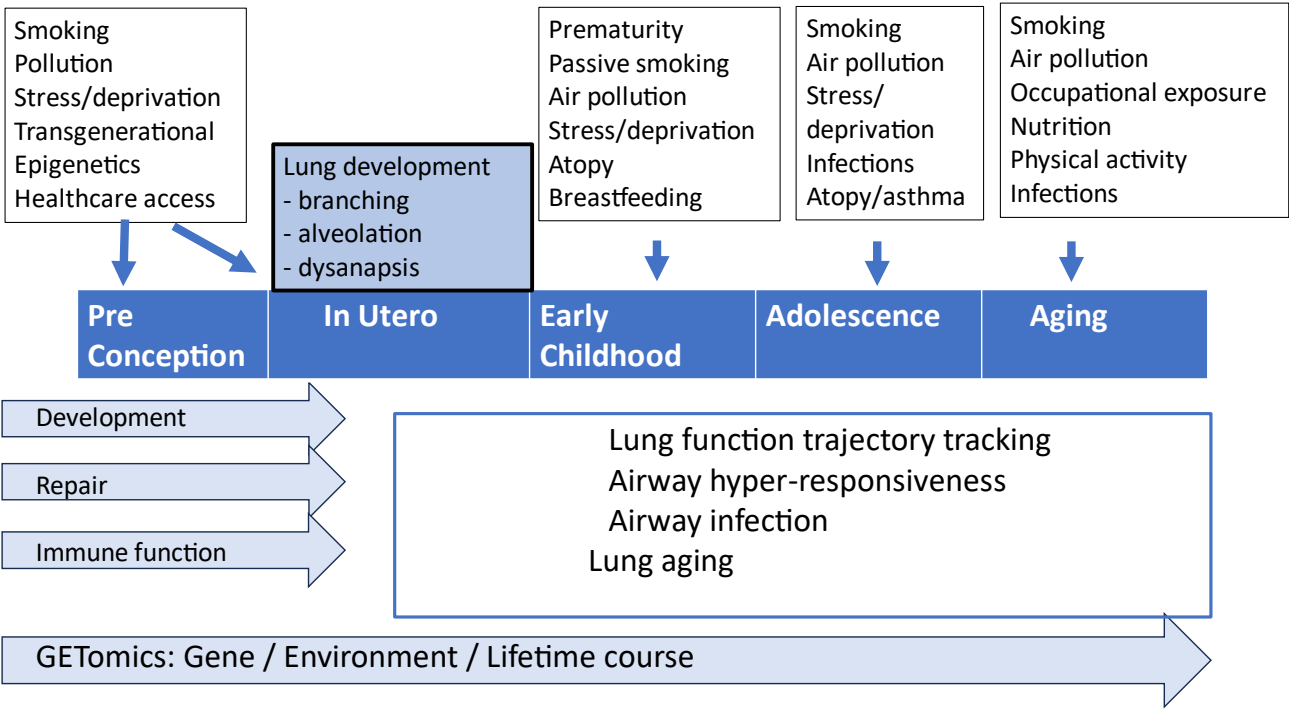 Smoking
Pollution
Stress/deprivation
Transgenerational
Epigenetics
Healthcare access
Lung development
- branching
- alveolation
- dysanapsis
Prematurity
Passive smoking
Air pollution
Stress/deprivation
Atopy
Breastfeeding
Smoking
Air pollution
Stress/
deprivation
Infections
Atopy/asthma
Smoking
Air pollution
Occupational exposure
Nutrition
Physical activity
Infections
Pre
Conception
In Utero
Early
Childhood
Adolescence
Aging
Development
Repair
Immune function
Lung function trajectory tracking
Airway hyper-responsiveness
Airway infection
Lung aging
GETomics: Gene / Environment / Lifetime course